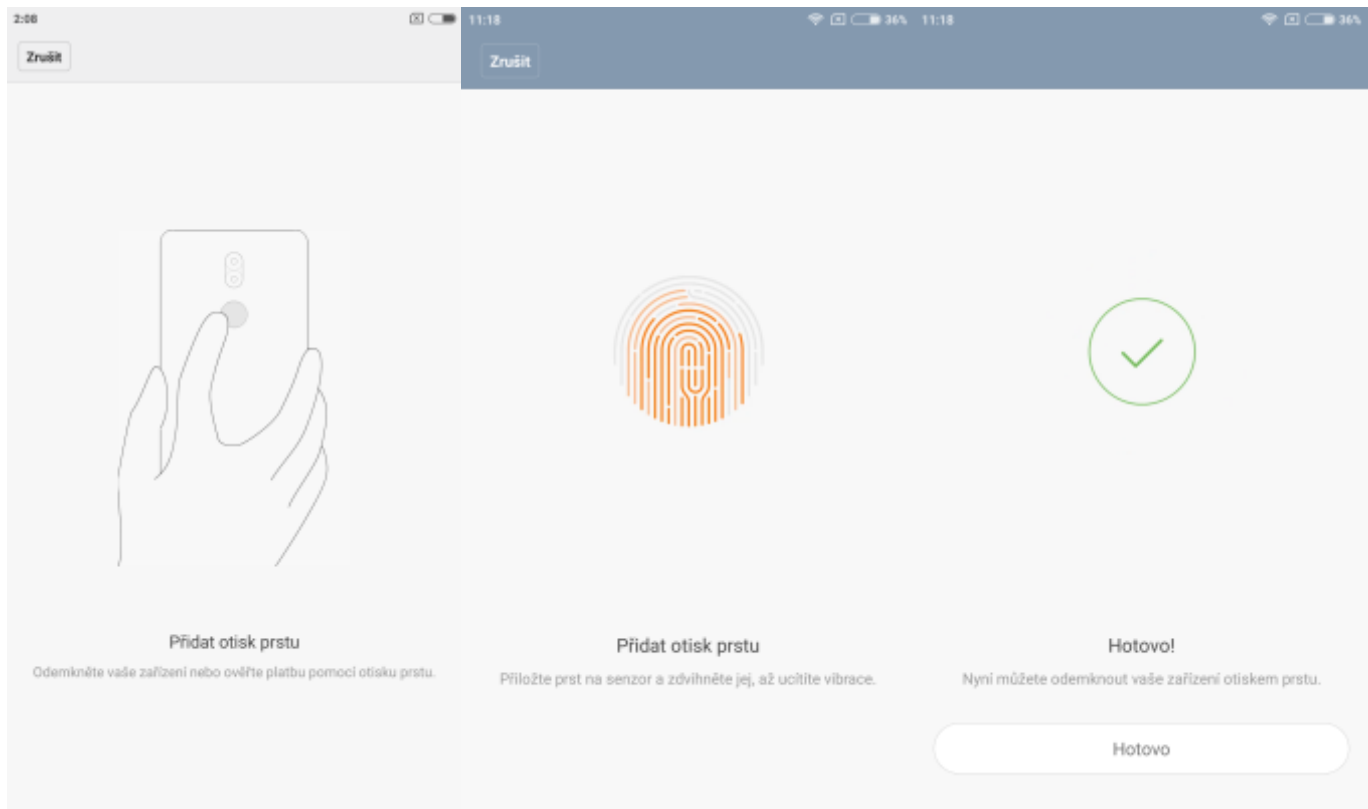 2:08
Zrušit
Přidat otisk prstu
Odemkněte vaše zařízení nebo ověřte platbu pomocí otisku prstu.
11:18
36%
Zrušit
Přidat otisk prstu
Přiložte prst na senzor a zdvihněte jej, až ucítíte vibrace.
11:18
36%
Hotovo!
Nyní můžete odemknout vaše zařízení otiskem prstu.
Hotovo